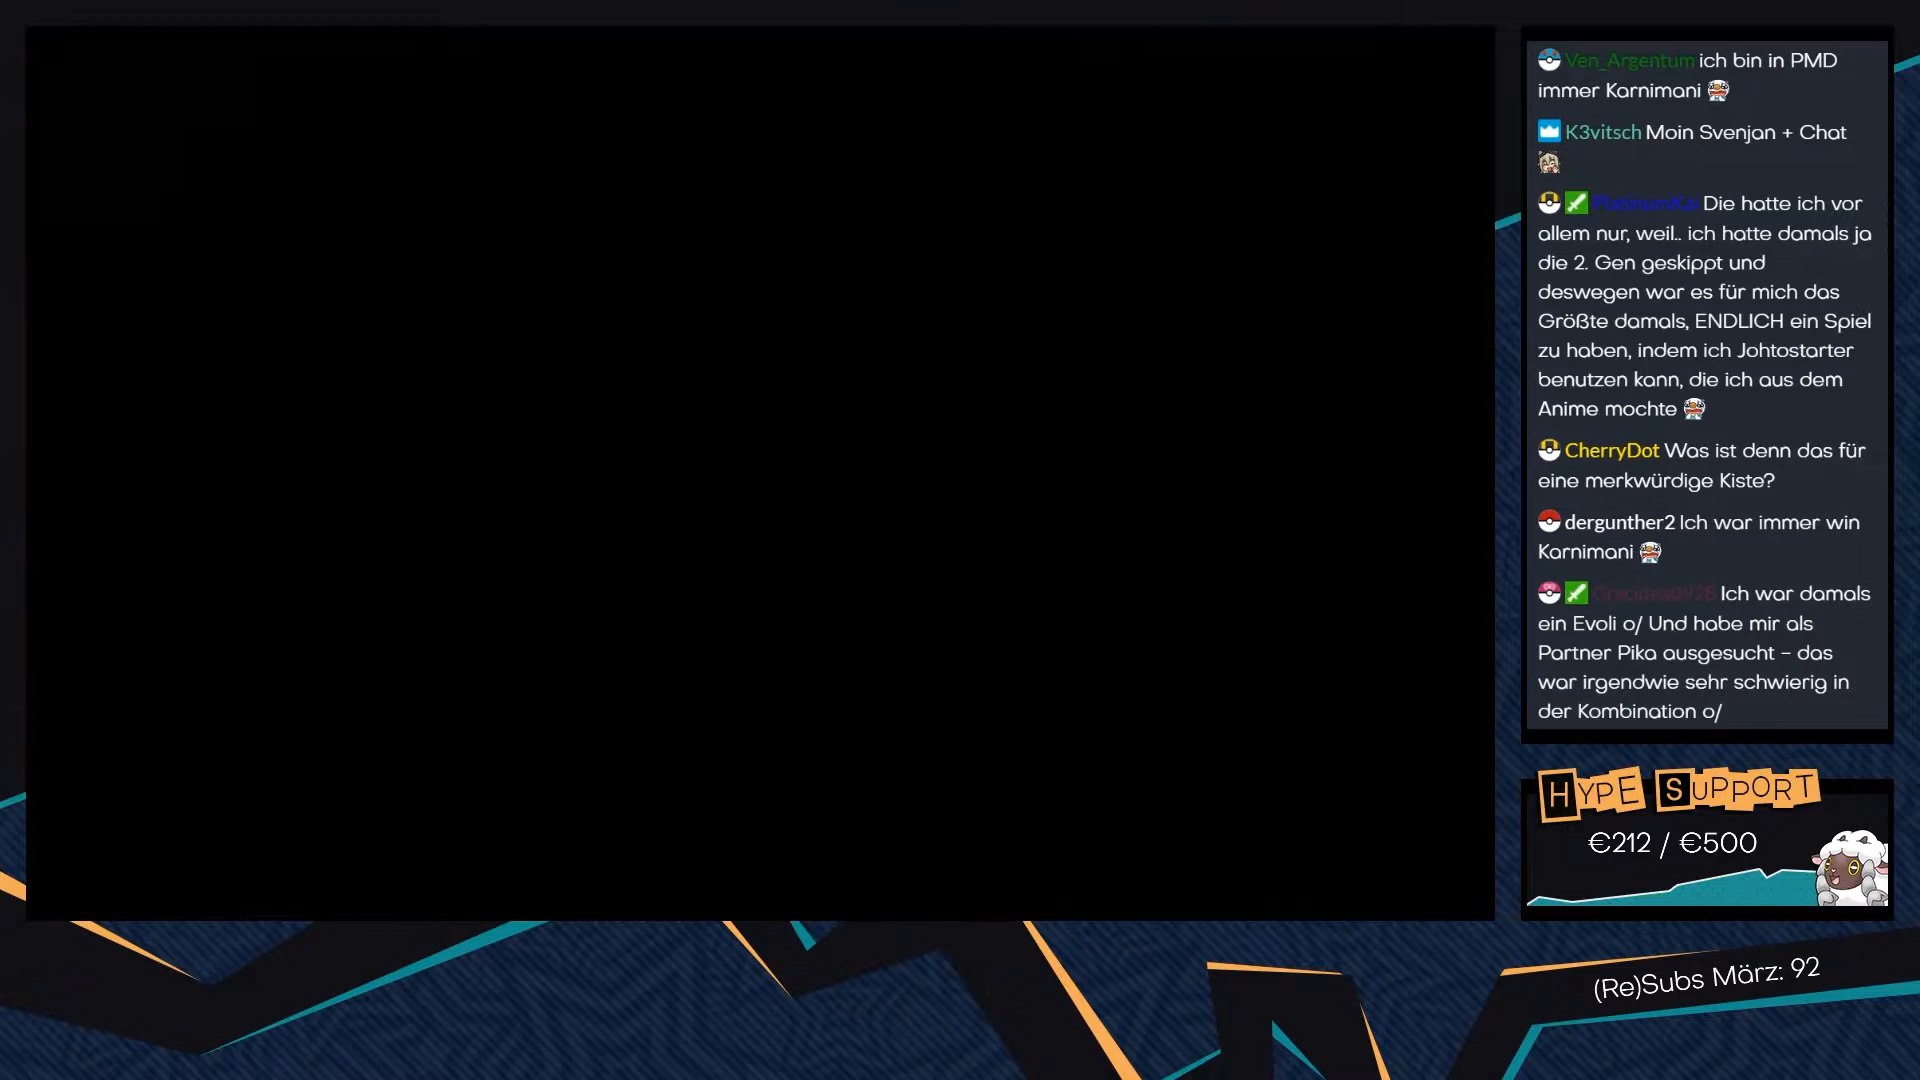 Ven_Argentum ich bin in PMD
immer Karnimani
K3vitsch Moin Svenjan + Chat
PlatinumKai Die hatte ich vor
allem nur, weil.. ich hatte damals ja
die 2. Gen geskippt und
deswegen war es für mich das
Größte damals, ENDLICH ein Spiel
zu haben, indem ich Johtostarter
benutzen kann, die ich aus dem
Anime mochte
CherryDot Was ist denn das für
eine merkwürdige Kiste?
dergunther2 Ich war immer win
Karnimani
Ich war damals
ein Evoli o/ Und habe mir als
Partner Pika ausgesucht - das
war irgendwie sehr schwierig in
der Kombination o/
HYPE SUPPORT
€212 / €500
(Re)Subs März: 92